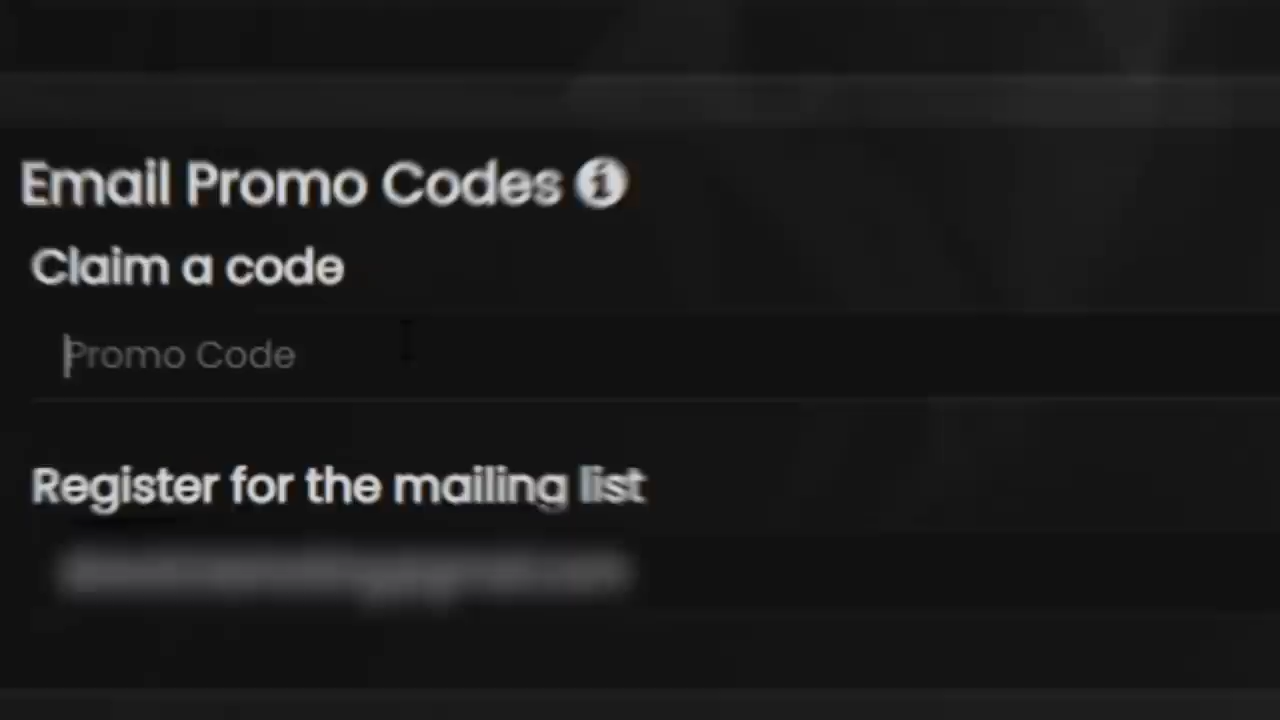 Email Promo Codes
Claim a code
Promo Code
Register for the mailing list